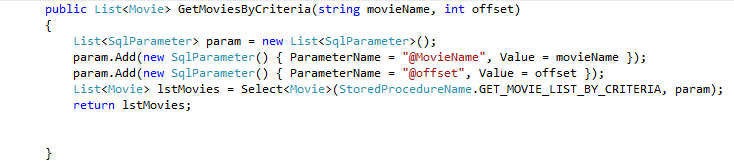 public List<Movie> GetMoviesByCriteria(string movieName, int offset)
{
List<SqlParameter> param = new List<SqlParameter>();
param.Add(new SqlParameter() { ParameterName = "@MovieName", Value = movieName });
param.Add(new SqlParameter() { ParameterName = "@offset", Value = offset });
List<Movie> lstMovies = Select<Movie>(StoredProcedureName.GET_MOVIE_LIST_BY_CRITERIA, param);
return lstMovies;
}